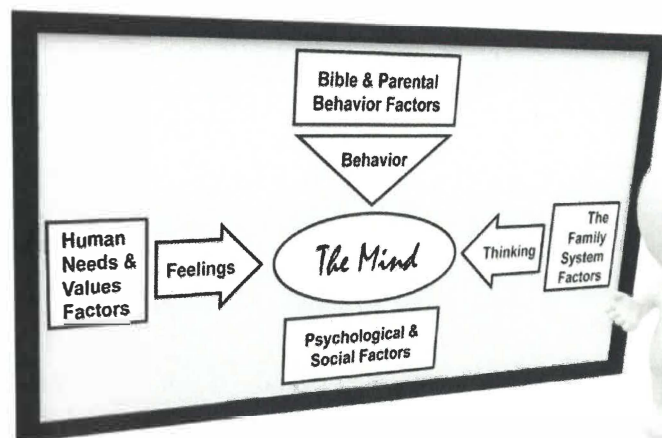 Bible & Parental
Behavior Factors
Behavior
Human
Needs &
Values
Factors
Feelings
The Mind
Thinking
The
Family
System
Factors
Psychological &
Social Factors